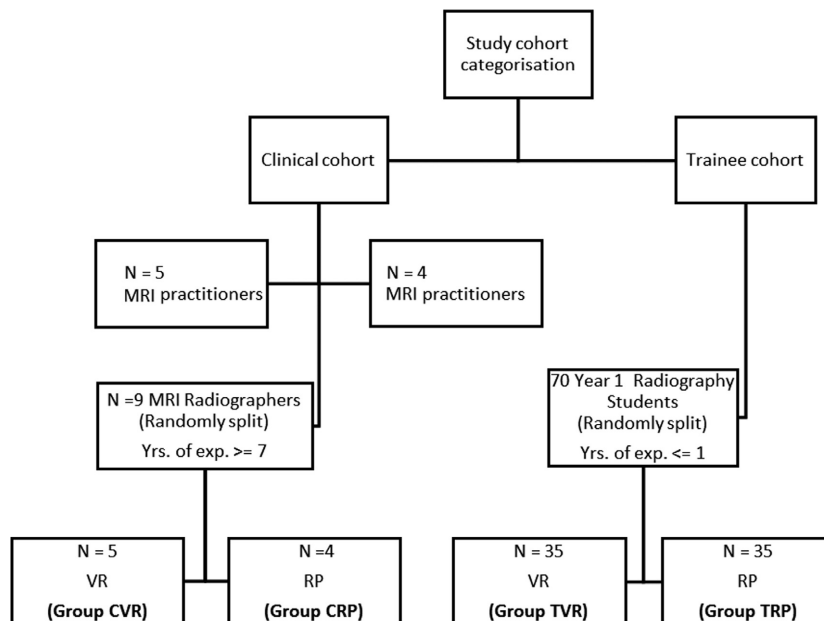 Study cohort
categorisation
Clinical cohort
Trainee cohort
N = 5
MRI practitioners
N = 4
MRI practitioners
N =9 MRI Radiographers
(Randomly split)
Yrs. of exp. >= 7
70 Year 1 Radiography
Students
(Randomly split)
Yrs. of exp. <= 1
N = 5
VR
(Group CVR)
N =4
RP
(Group CRP)
N = 35
VR
(Group TVR)
N = 35
RP
(Group TRP)